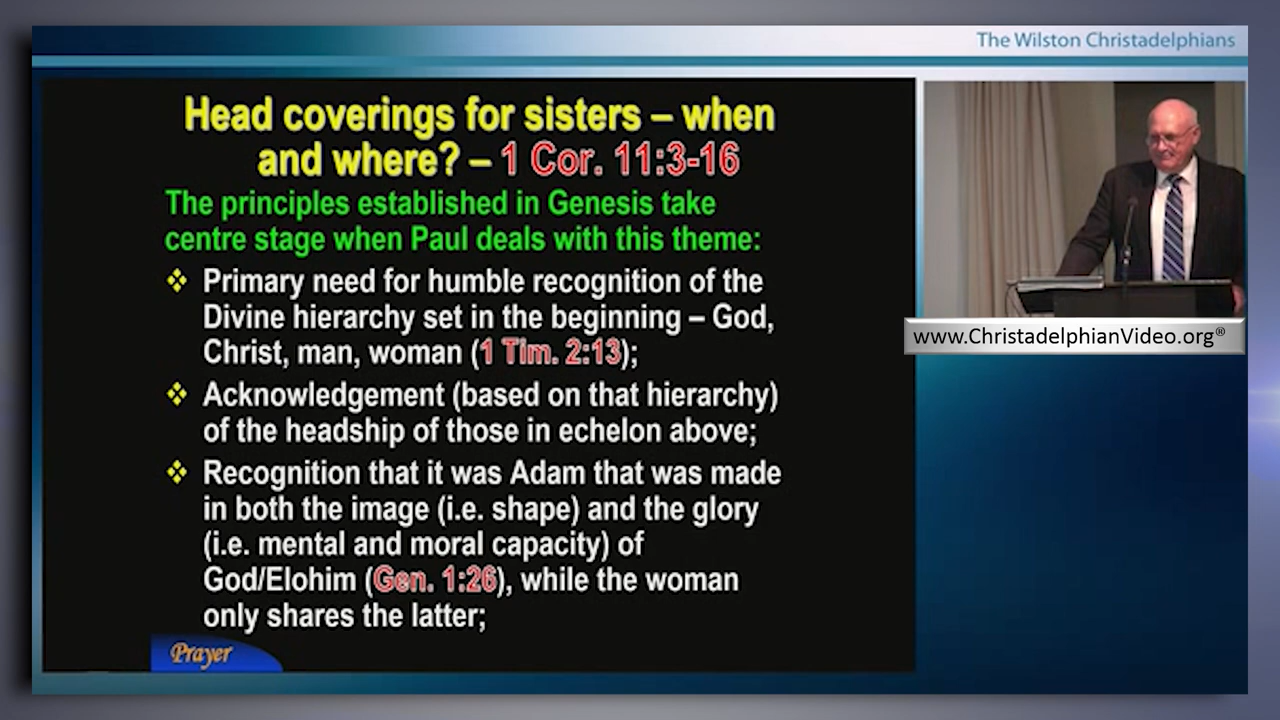 The Wilston Christadelphians
Head coverings for sisters – when
and where? – 1 Cor. 11:3-16
The principles established in Genesis take
centre stage when Paul deals with this theme:
❖ Primary need for humble recognition of the
Divine hierarchy set in the beginning – God,
Christ, man, woman (1 Tim. 2:13);
❖ Acknowledgement (based on that hierarchy)
of the headship of those in echelon above;
❖ Recognition that it was Adam that was made
in both the image (i.e. shape) and the glory
(i.e. mental and moral capacity) of
God/Elohim (Gen. 1:26), while the woman
only shares the latter;
Prayer
www.ChristadelphianVideo.org®